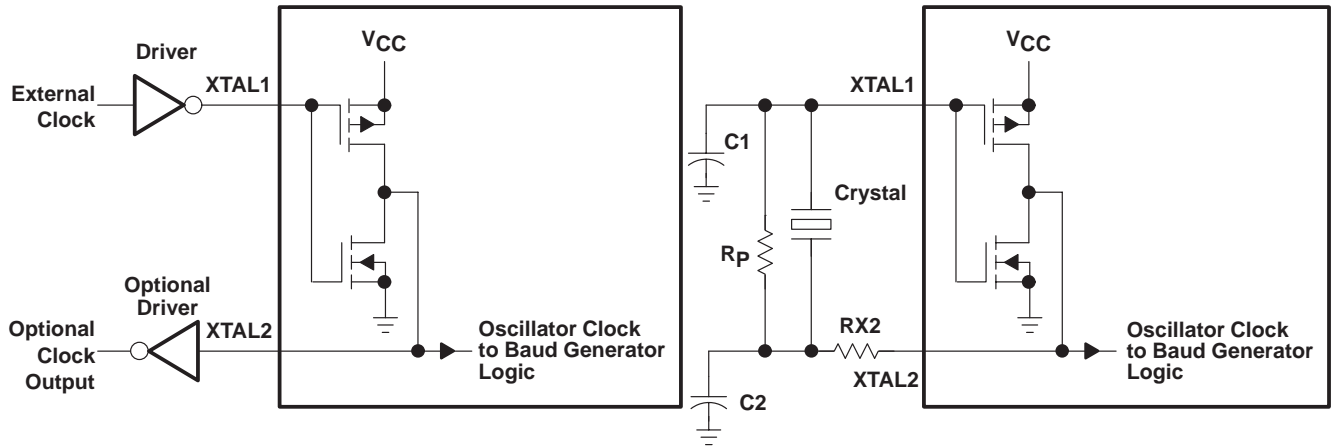 Driver
VCC
External
Clock
XTAL1
Optional
Driver
XTAL2
Optional
Clock
Output
Oscillator Clock
to Baud Generator
Logic
VCC
XTAL1
C1
Crystal
RP
RX2
XTAL2
C2
Oscillator Clock
to Baud Generator
Logic